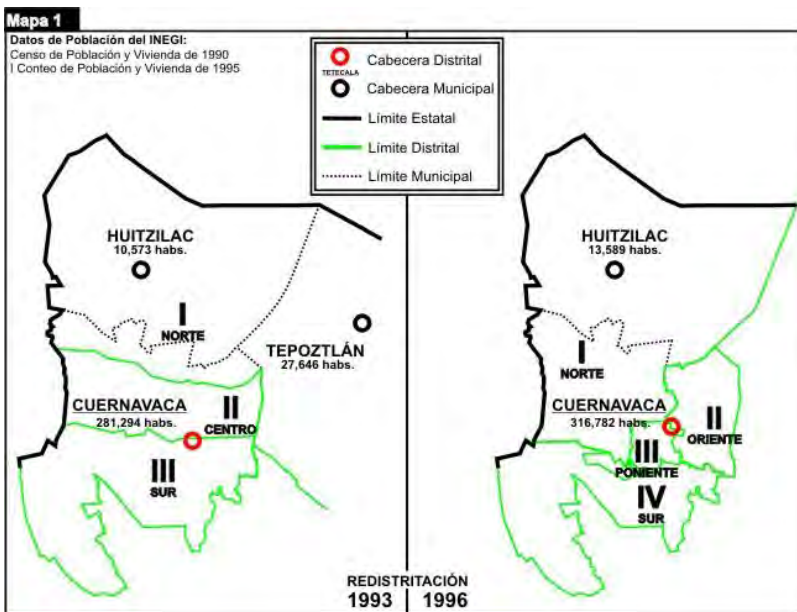 Mapa 1
Datos de Población del INEGI:
Censo de Población y Vivienda de 1990
I Conteo de Población y Vivienda de 1995
TETECALA
Cabecera Distrital
Cabecera Municipal
Límite Estatal
Límite Distrital
Límite Municipal
HUITZILAC
10,573 habs.
I
NORTE
TEPOZTLÁN
27,646 habs.
CUERNAVACA
281,294 habs.
II
CENTRO
III
SUR
HUITZILAC
13,589 habs.
I
NORTE
CUERNAVACA
316,782 habs.
II
ORIENTE
III
PONIENTE
IV
SUR
REDISTRITACIÓN
1993 1996